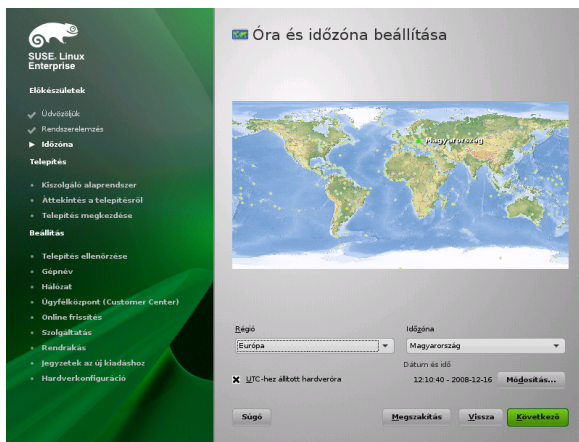 SUSE. Linux
Enterprise
Előkészületek
Üdvözöljük
Rendszerelemzés
Időzóna
Telepítés
Kiszolgáló alaprendszer
Áttekintés a telepítésről
Telepítés megkezdése
Beállítás
Telepítés ellenőrzése
Gépnév
Hálózat
Ügyfélközpont (Customer Center)
Online frissítés
Szolgáltatás
Rendrakás
Jegyzetek az új kiadáshoz
Hardverkonfiguráció
Óra és időzóna beállítása
Magyarország
Régió
Időzóna
Európa
Magyarország
Dátum és idő
UTC-hez állított hardveróra
12:10:40 - 2008-12-16
Módosítás...
Súgó
Megszakítás
Vissza
Következő